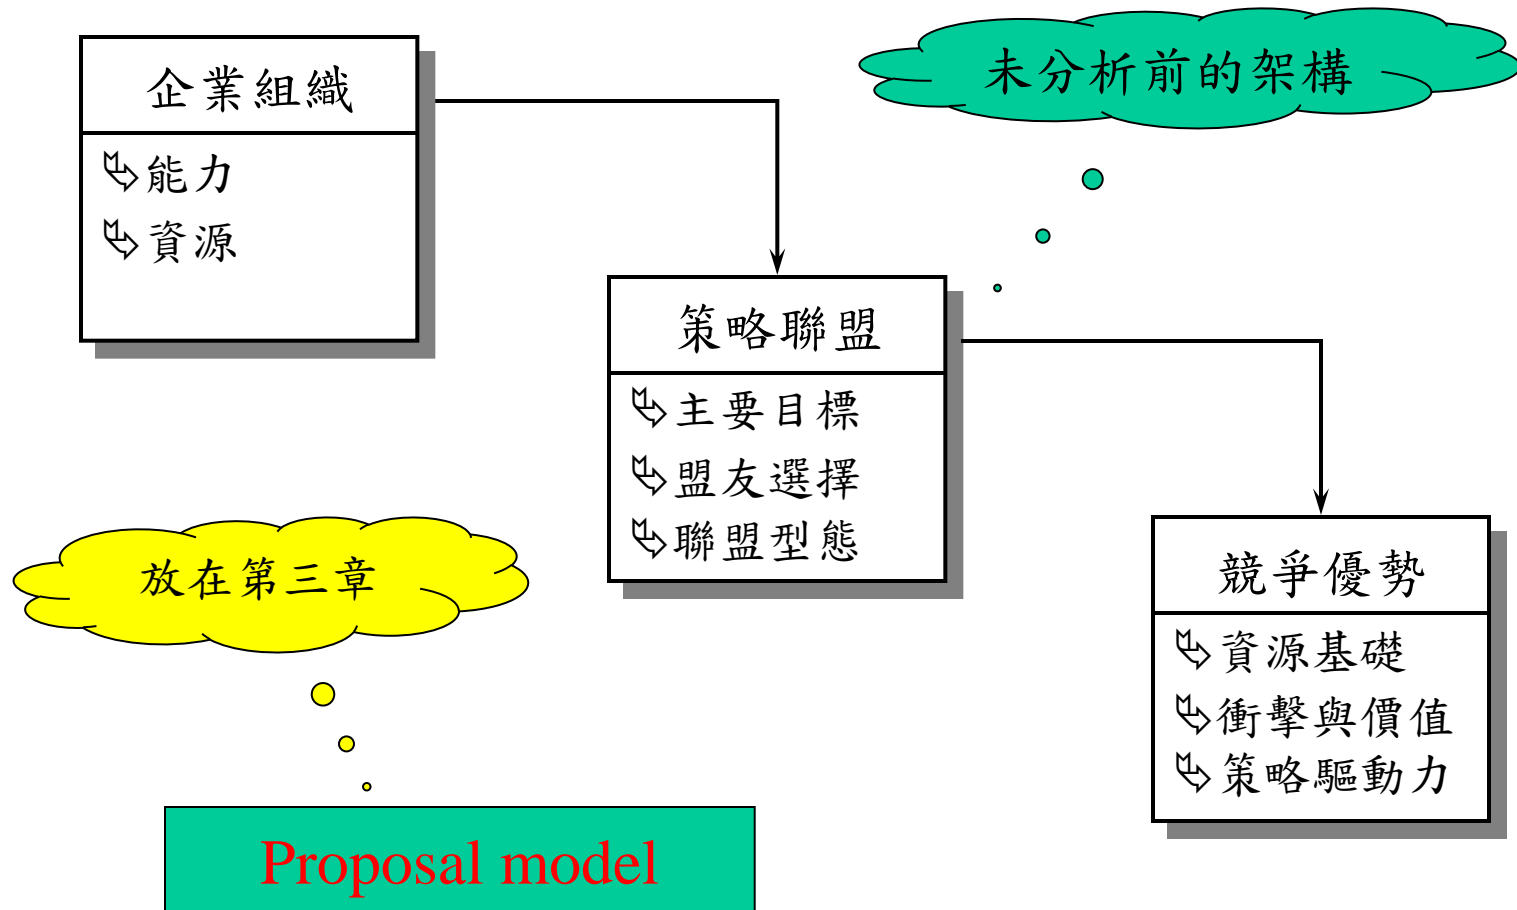 企業組織
能力
資源
未分析前的架構
策略聯盟
主要目標
盟友選擇
聯盟型態
放在第三章
競爭優勢
資源基礎
衝擊與價值
策略驅動力
Proposal model